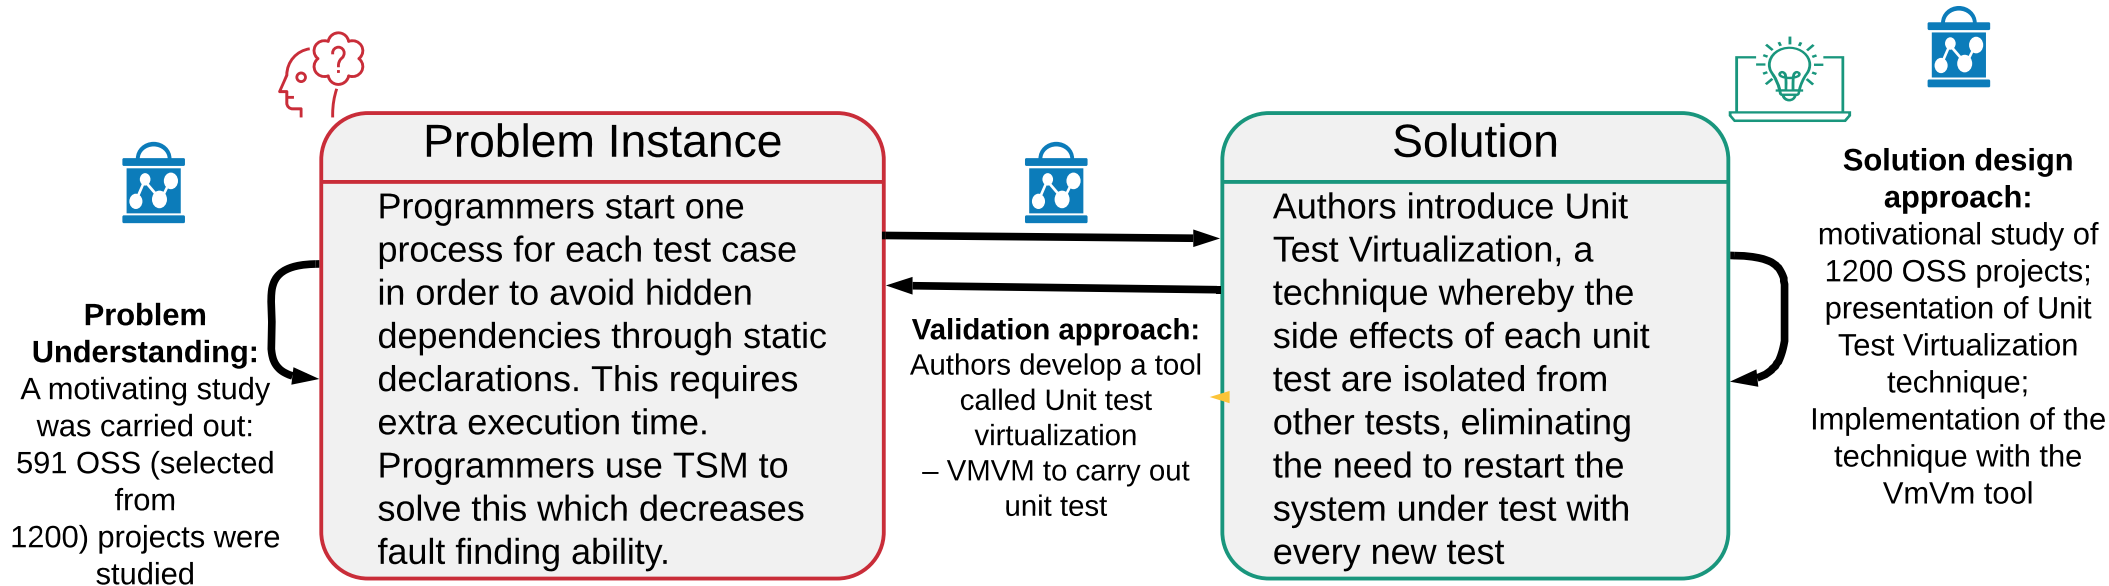 Problem
Understanding:
A motivating study
was carried out:
591 OSS (selected
from
1200) projects were
studied
?
Problem Instance
Programmers start one
process for each test case
in order to avoid hidden
dependencies through static
declarations. This requires
extra execution time.
Programmers use TSM to
solve this which decreases
fault finding ability.
Validation approach:
Authors develop a tool
called Unit test
virtualization
– VMVM to carry out
unit test
Solution
Authors introduce Unit
Test Virtualization, a
technique whereby the
side effects of each unit
test are isolated from
other tests, eliminating
the need to restart the
system under test with
every new test
Solution design
approach:
motivational study of
1200 OSS projects;
presentation of Unit
Test Virtualization
technique;
Implementation of the
technique with the
VmVm tool